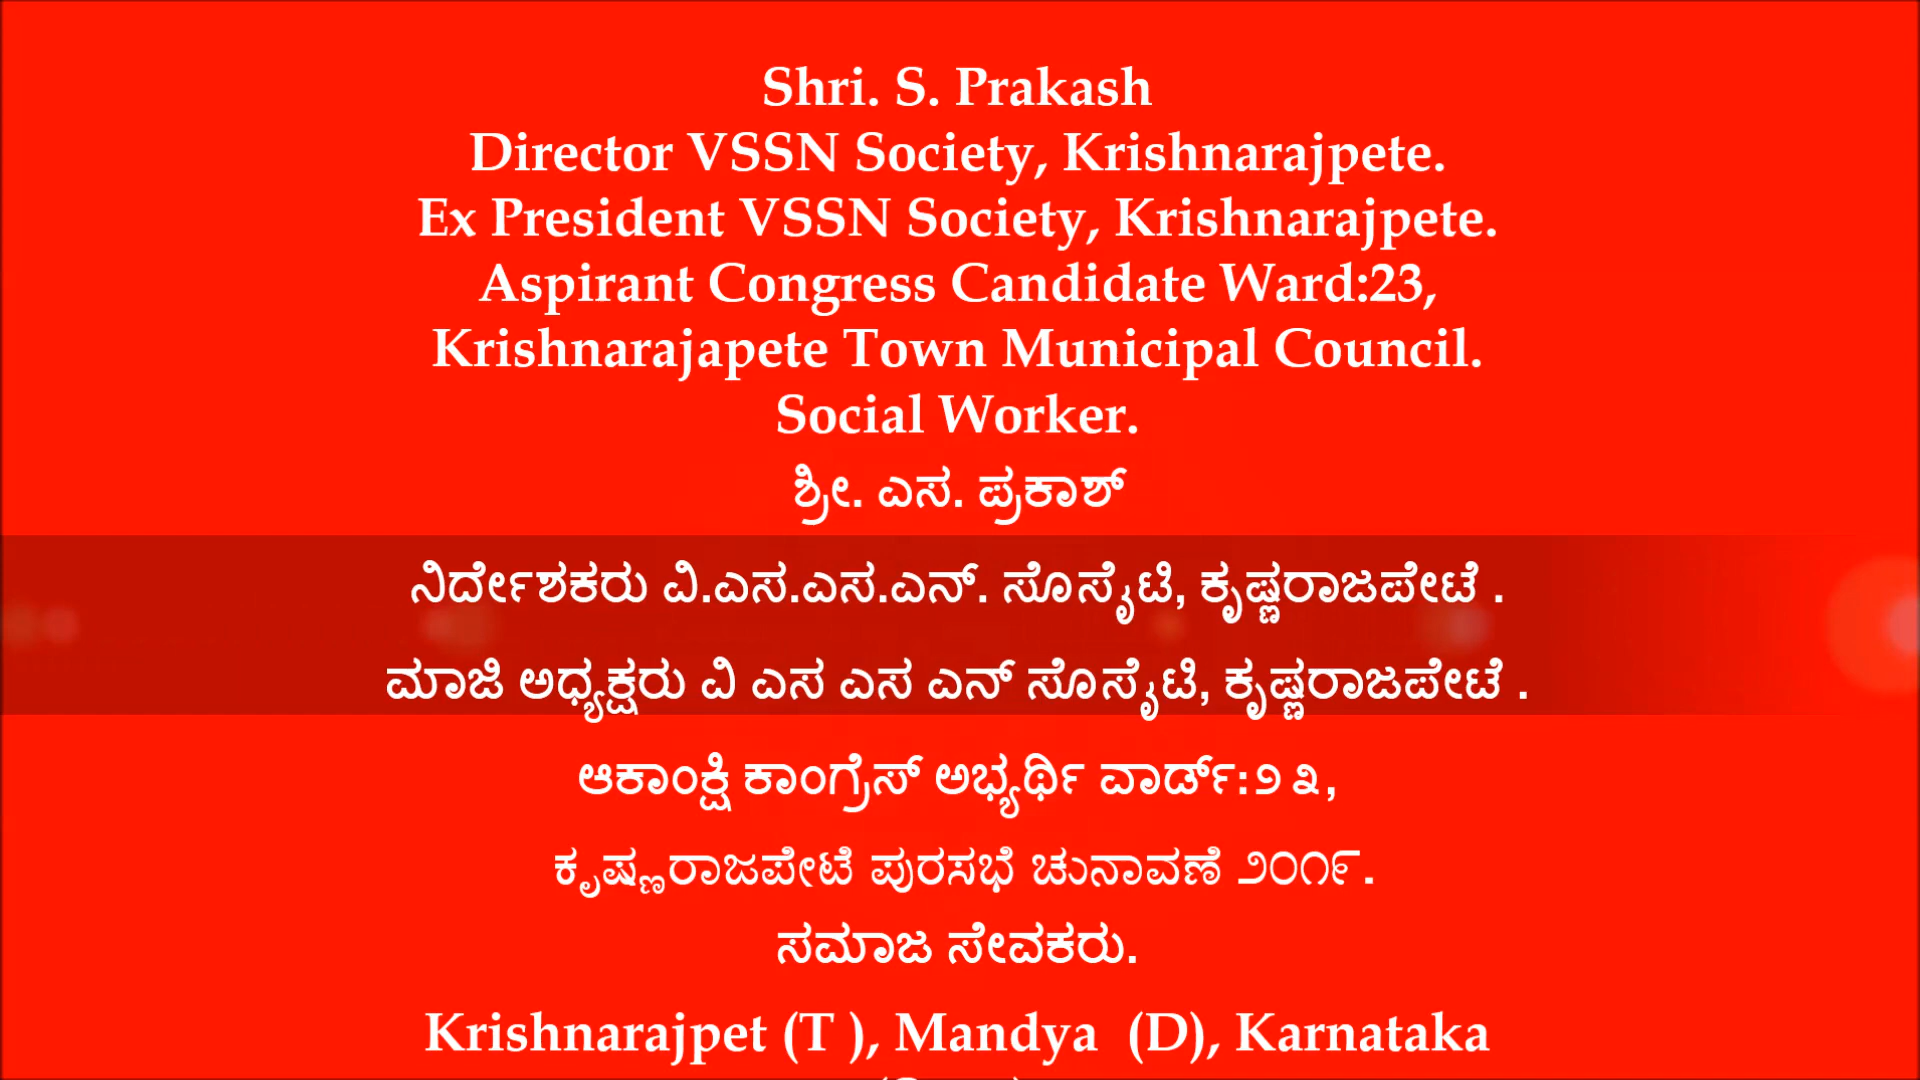 Shri. S. Prakash
Director VSSN Society, Krishnarajpete.
Ex President VSSN Society, Krishnarajpete.
Aspirant Congress Candidate Ward:23,
Krishnarajapete Town Municipal Council.
Social Worker.
ಶ್ರೀ. ಎಸ. ಪ್ರಕಾಶ್
ನಿರ್ದೇಶಕರು ವಿ.ಎಸ.ಎಸ.ಎನ್. ಸೊಸೈಟಿ, ಕೃಷ್ಣರಾಜಪೇಟೆ .
ಮಾಜಿ ಅಧ್ಯಕ್ಷರು ವಿ ಎಸ ಎಸ ಎನ್ ಸೊಸೈಟಿ, ಕೃಷ್ಣರಾಜಪೇಟೆ .
ಆಕಾಂಕ್ಷಿ ಕಾಂಗ್ರೆಸ್ ಅಭ್ಯರ್ಥಿ ವಾರ್ಡ್:೨೩,
ಕೃಷ್ಣರಾಜಪೇಟೆ ಪುರಸಭೆ ಚುನಾವಣೆ ೨೦೧೯.
ಸಮಾಜ ಸೇವಕರು.
Krishnarajpet (T ), Mandya (D), Karnataka